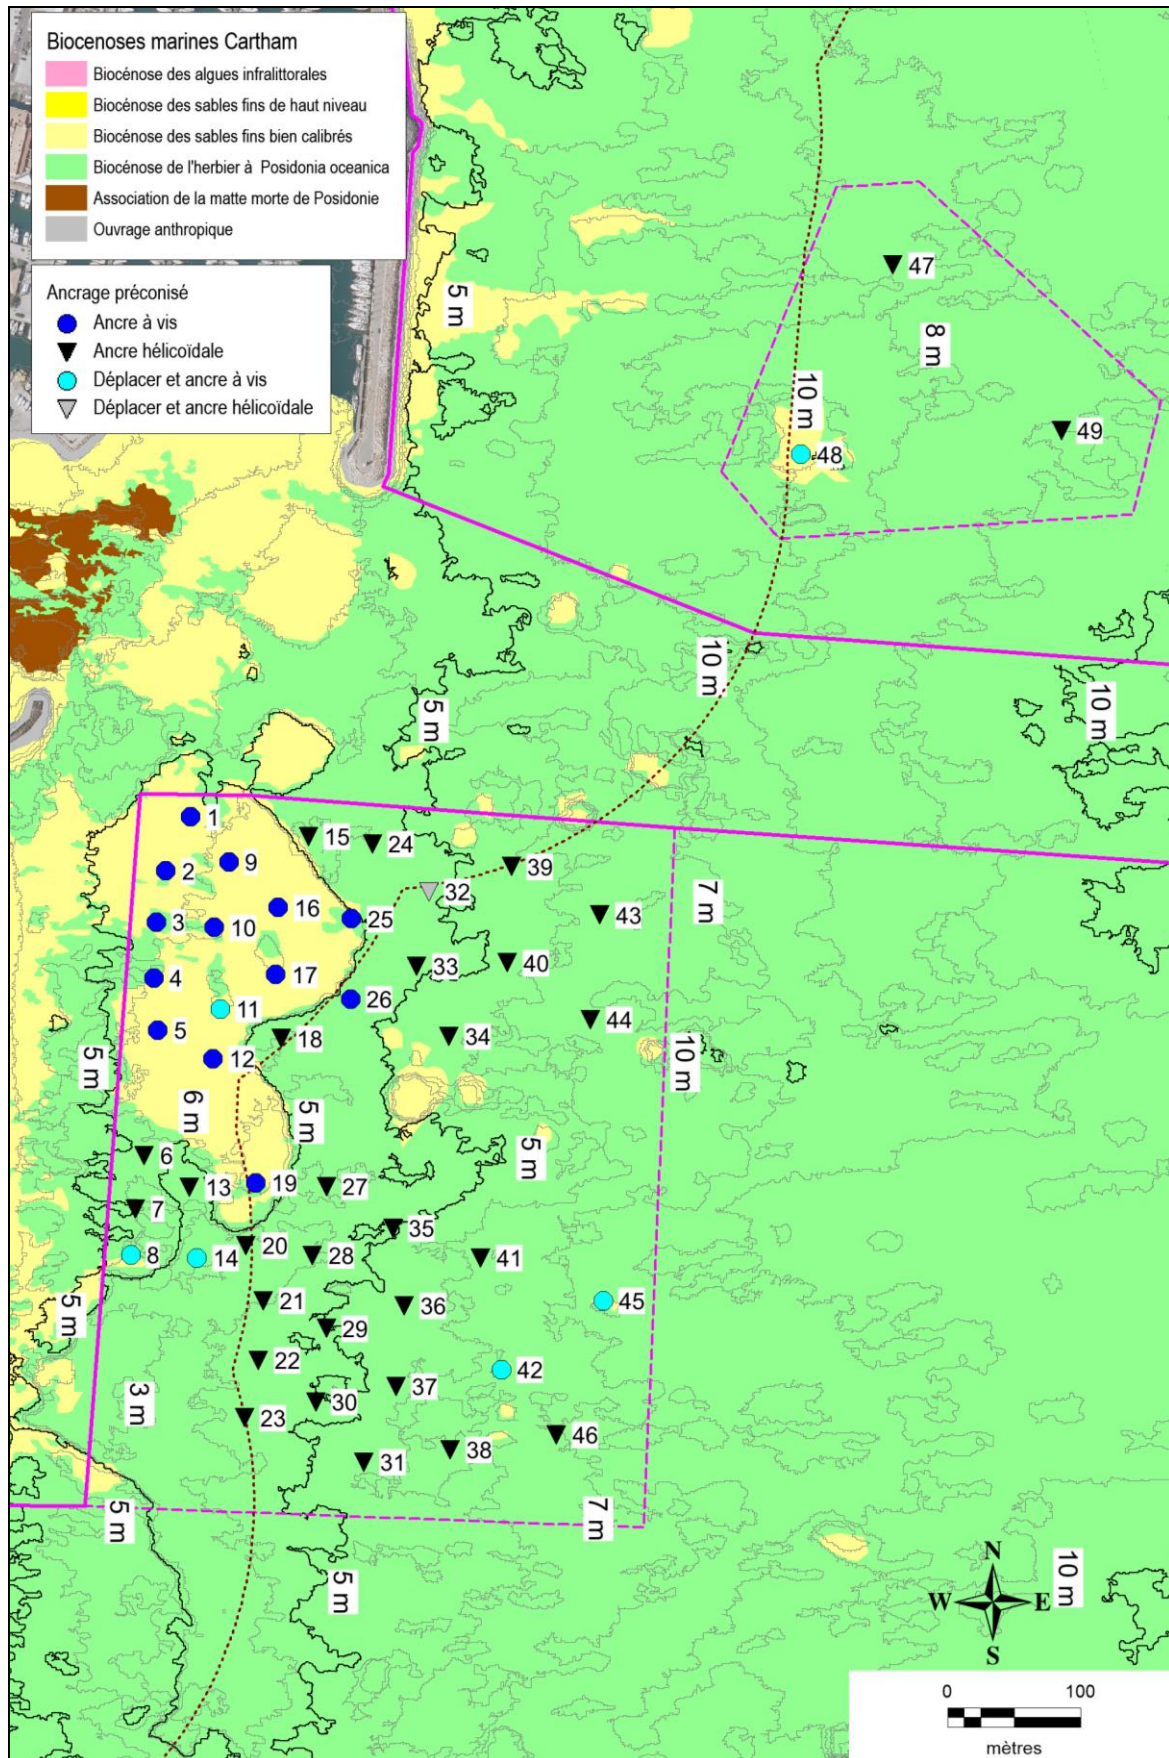 Biocenoses marines Cartham
Biocénose des algues infralittorales
Biocénose des sables fins de haut niveau
Biocénose des sables fins bien calibrés
Biocénose de l'herbier à Posidonia oceanica
Association de la matte morte de Posidonie
Ouvrage anthropique
Ancrage préconisé
Ancre à vis
Ancre hélicoïdale
Déplacer et ancre à vis
Déplacer et ancre hélicoïdale
5 m
47
8 m
10 m
49
48
10 m
5 m
10 m
1
15
24
9
39
2
32
7 m
16
43
3
25
10
33
40
4
17
26
11
44
5
34
18
10 m
12
5 m
6 m
5 m
5 m
6
13
19
27
7
35
20
8
14
28
41
21
45
5 m
36
29
22
42
3 m
37
30
23
46
38
31
5 m
7 m
5 m
10 m
N
W
E
S
0 100
mètres